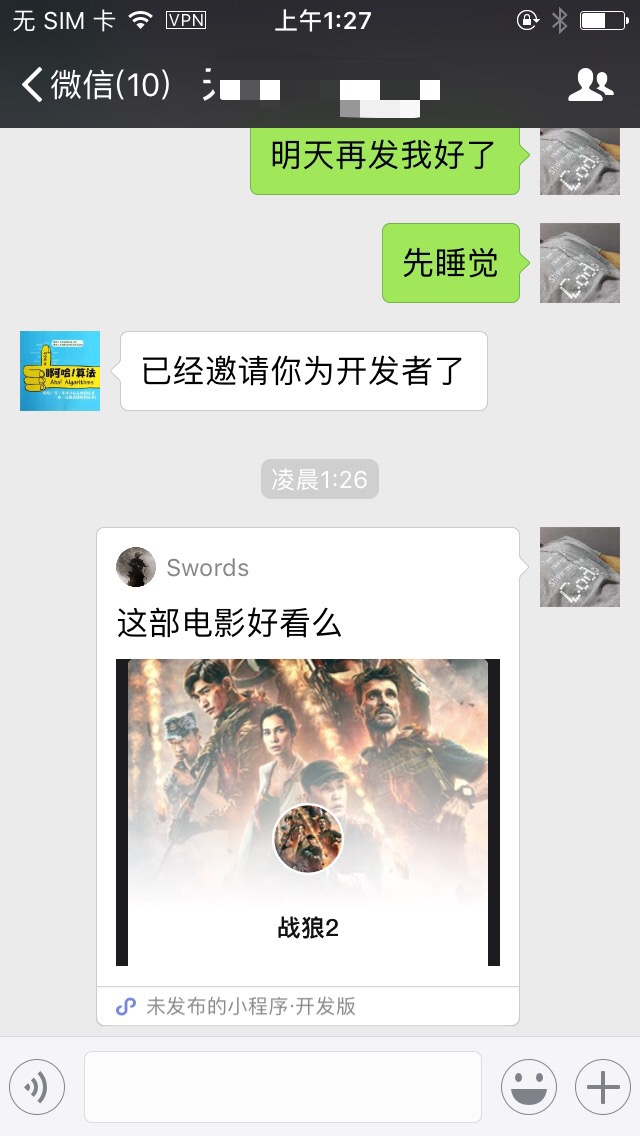 无 SIM 卡 VPN 上午1:27
微信(10)
明天再发我好了
先睡觉
啊哈!算法
Aha! Algorithms
已经邀请你为开发者了
凌晨1:26
Swords
这部电影好看么
战狼2
未发布的小程序·开发版